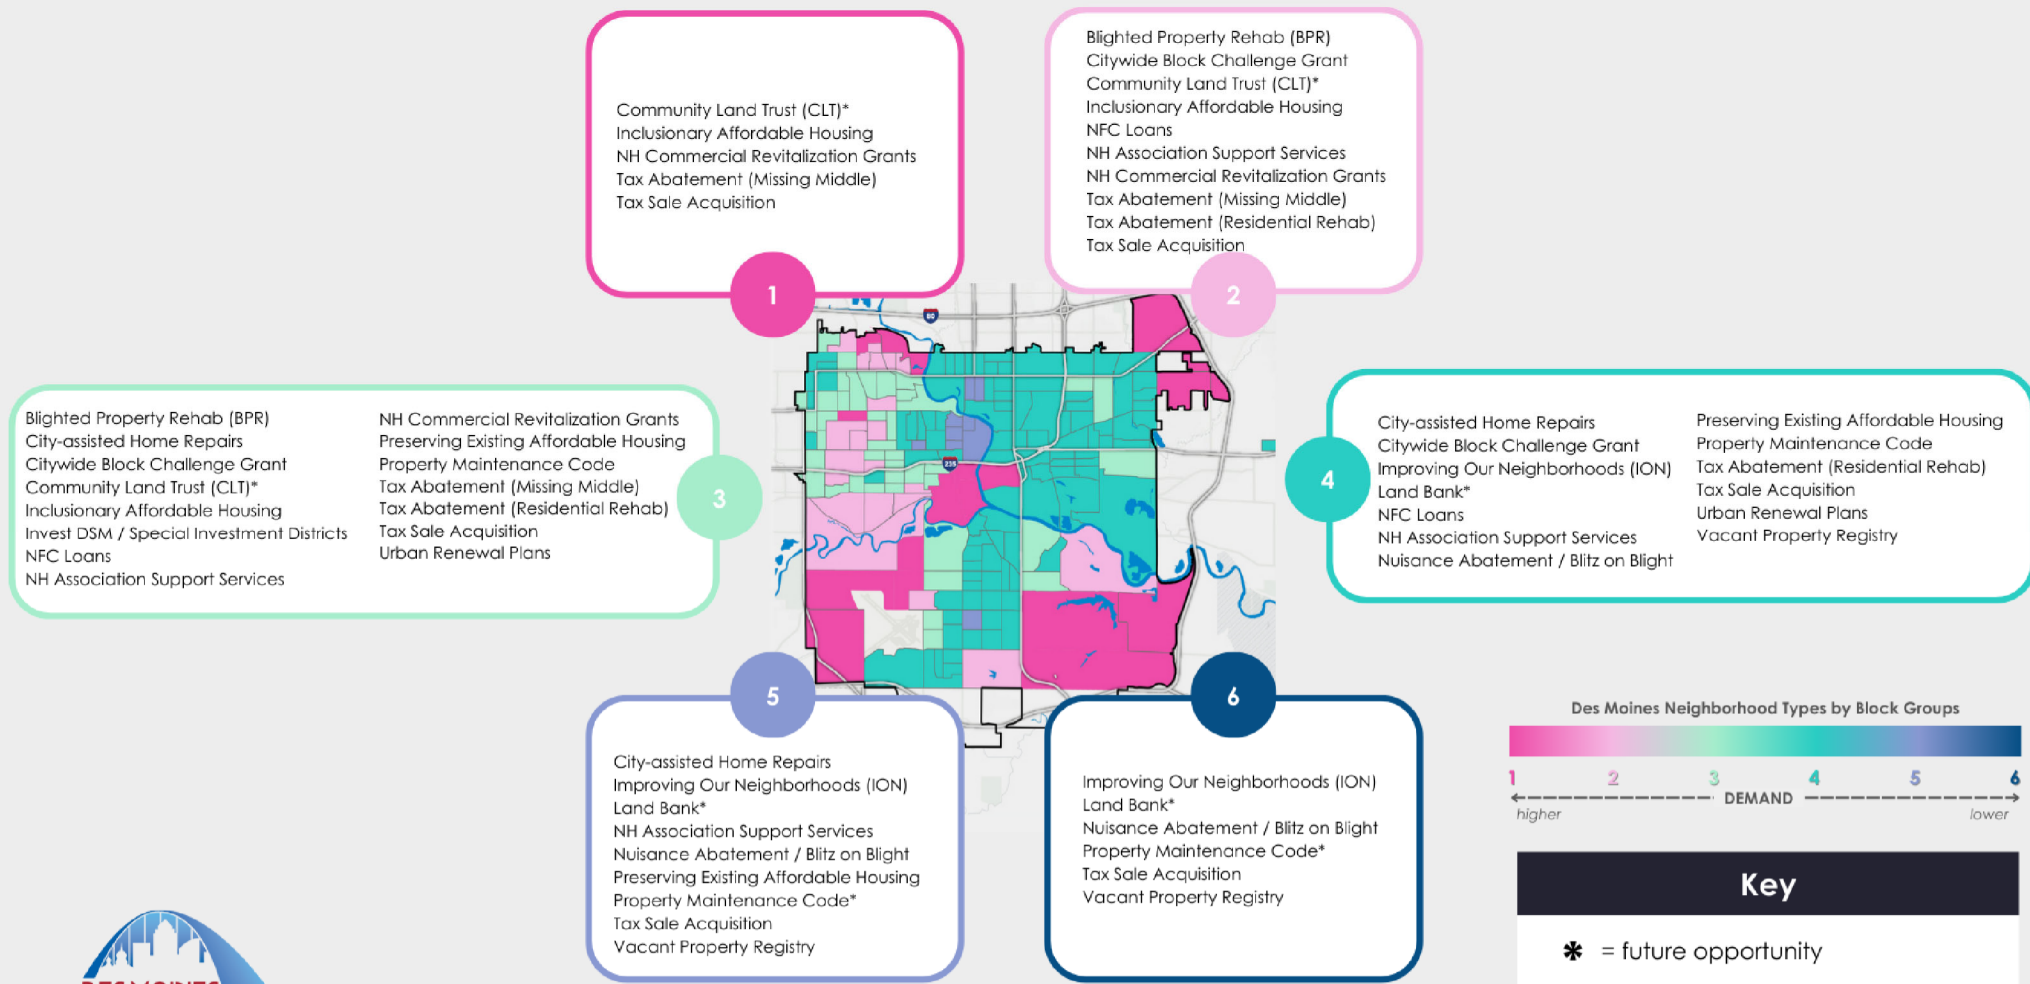 Community Land Trust (CLT)*
Inclusionary Affordable Housing
NH Commercial Revitalization Grants
Tax Abatement (Missing Middle)
Tax Sale Acquisition
1
Blighted Property Rehab (BPR)
Citywide Block Challenge Grant
Community Land Trust (CLT)*
Inclusionary Affordable Housing
NFC Loans
NH Association Support Services
NH Commercial Revitalization Grants
Tax Abatement (Missing Middle)
Tax Abatement (Residential Rehab)
Tax Sale Acquisition
2
Blighted Property Rehab (BPR)
City-assisted Home Repairs
Citywide Block Challenge Grant
Community Land Trust (CLT)*
Inclusionary Affordable Housing
Invest DSM / Special Investment Districts
NFC Loans
NH Association Support Services
NH Commercial Revitalization Grants
Preserving Existing Affordable Housing
Property Maintenance Code
Tax Abatement (Missing Middle)
Tax Abatement (Residential Rehab)
Tax Sale Acquisition
Urban Renewal Plans
3
80
235
4
City-assisted Home Repairs
Citywide Block Challenge Grant
Improving Our Neighborhoods (ION)
Land Bank*
NFC Loans
NH Association Support Services
Nuisance Abatement / Blitz on Blight
Preserving Existing Affordable Housing
Property Maintenance Code
Tax Abatement (Residential Rehab)
Tax Sale Acquisition
Urban Renewal Plans
Vacant Property Registry
5
City-assisted Home Repairs
Improving Our Neighborhoods (ION)
Land Bank*
NH Association Support Services
Nuisance Abatement / Blitz on Blight
Preserving Existing Affordable Housing
Property Maintenance Code*
Tax Sale Acquisition
Vacant Property Registry
6
Improving Our Neighborhoods (ION)
Land Bank*
Nuisance Abatement / Blitz on Blight
Property Maintenance Code*
Tax Sale Acquisition
Vacant Property Registry
Des Moines Neighborhood Types by Block Groups
1 2 3 4 5 6
DEMAND
higher lower
Key
* = future opportunity
DES MOINES